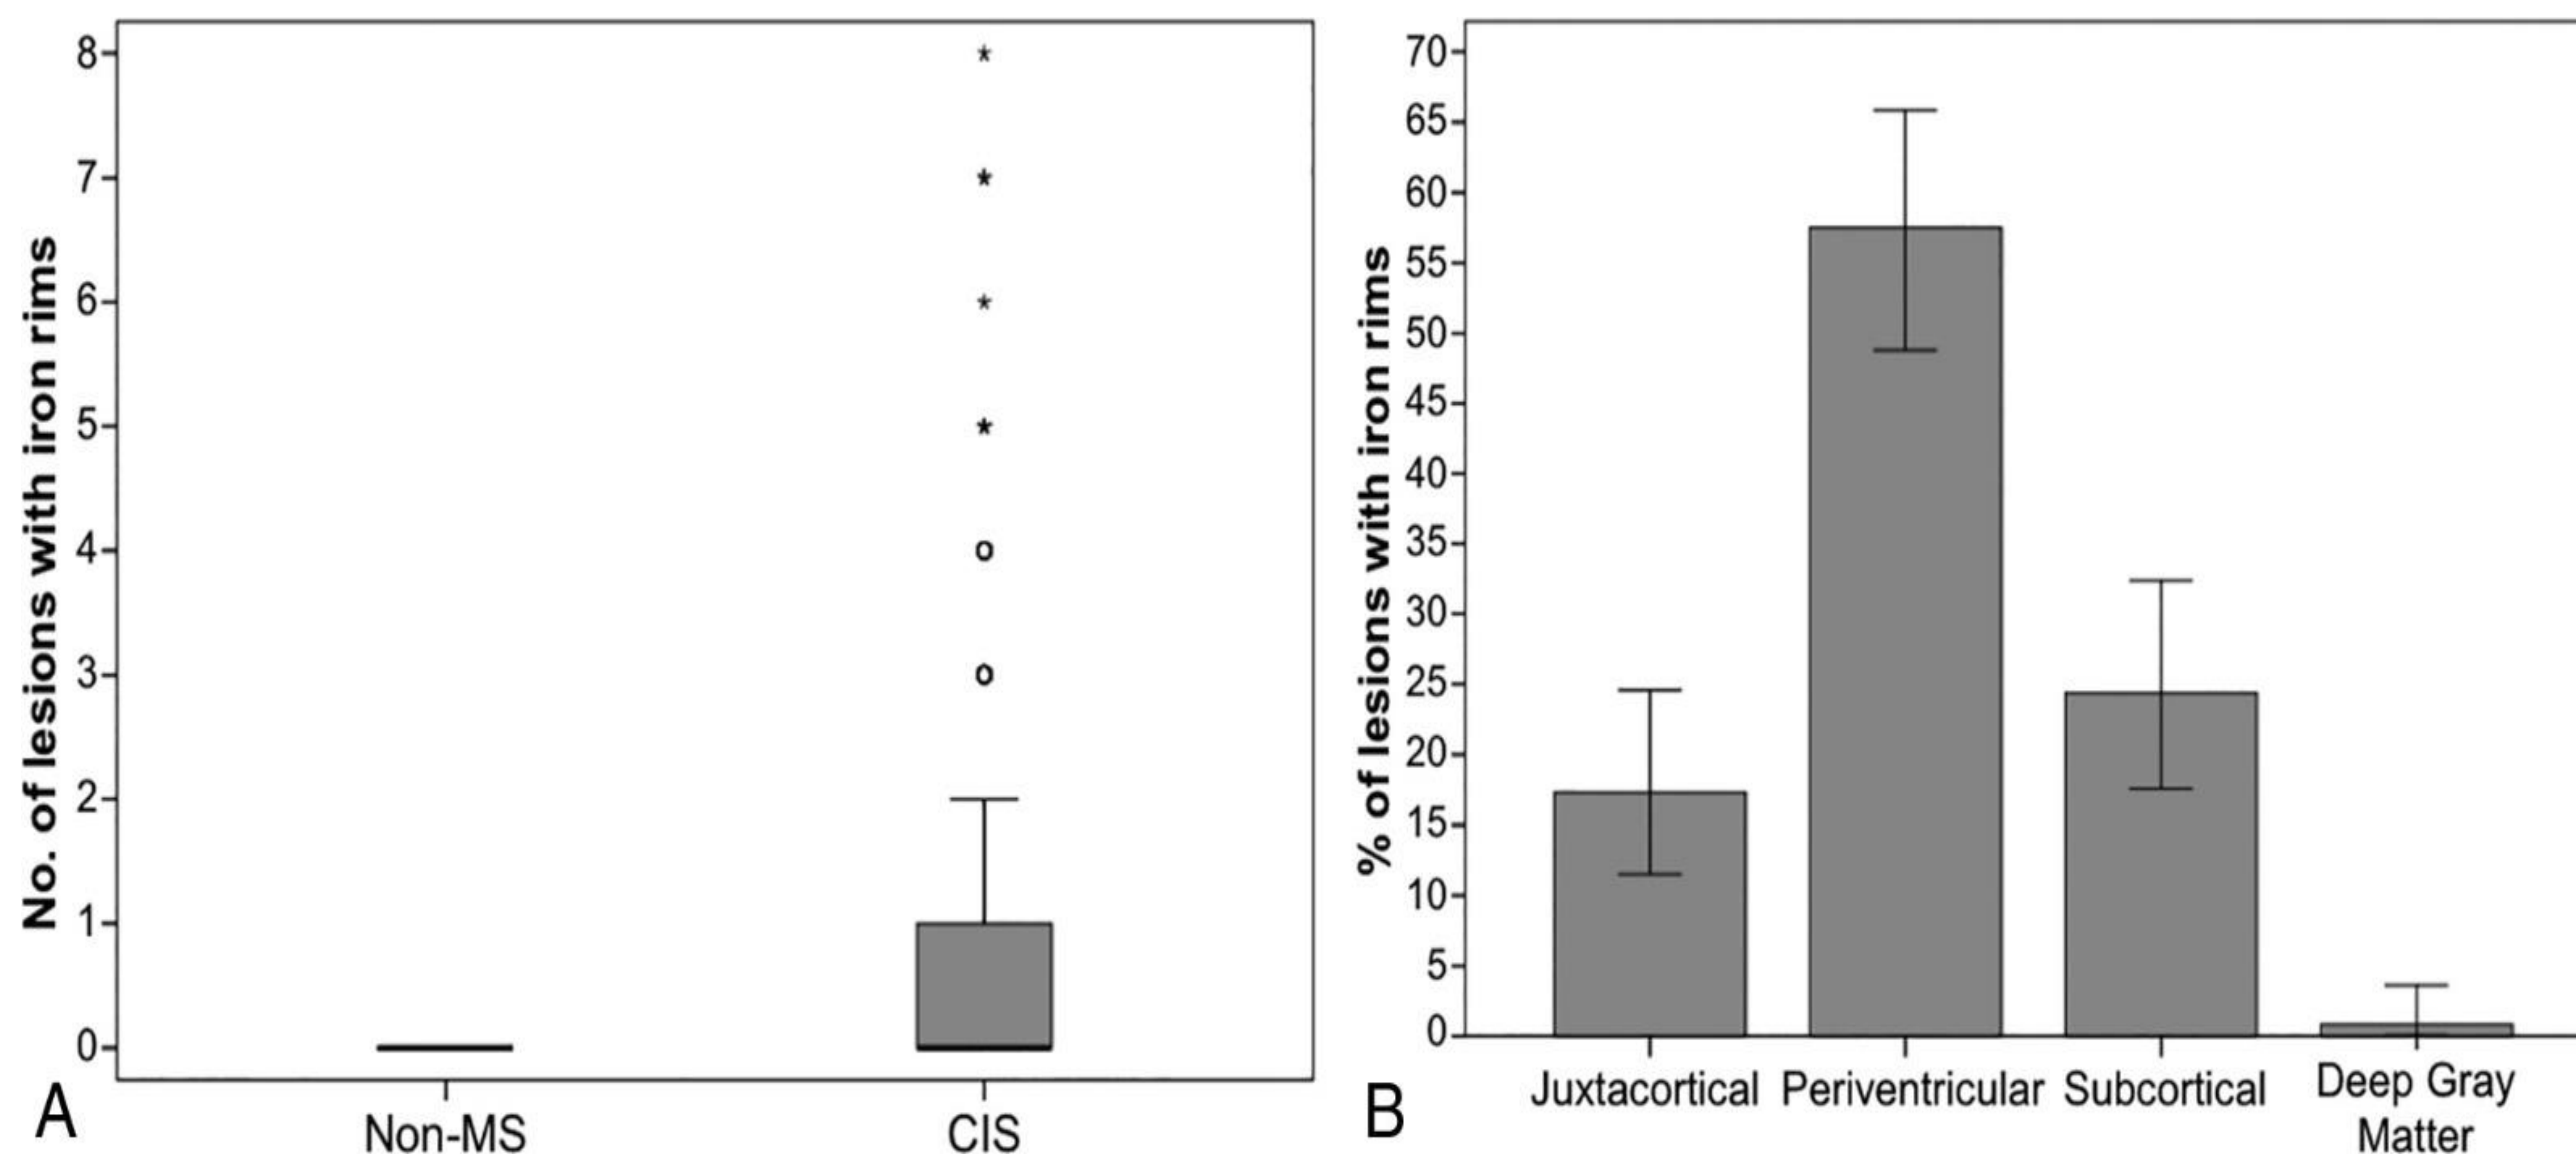 No. of lesions with iron rims
8
7
6
5
4
3
2
1
0
Non-MS
CIS
A
% of lesions with iron rims
70
65
60
55
50
45
40
35
30
25
20
15
10
5
0
Juxtacortical
Periventricular
Subcortical
Deep Gray
Matter
B